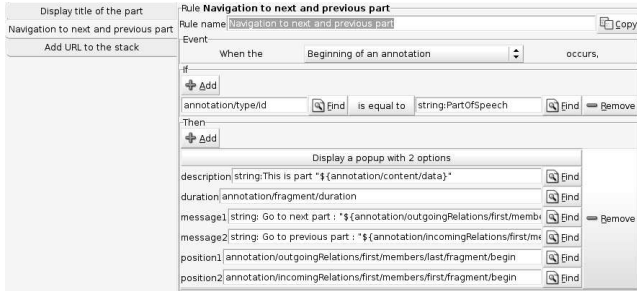 Display title of the part
Navigation to next and previous part
Add URL to the stack
Rule Navigation to next and previous part
Rule name Navigation to next and previous part Copy
Event
When the Beginning of an annotation occurs,
If
Add
annotation/type/id Find is equal to string:PartOfSpeech Find Remove
Then
Add
Display a popup with 2 options
description string:This is part "${annotation/content/data}" Find
duration annotation/fragment/duration Find
message1 string: Go to next part : "${annotation/outgoingRelations/first/membe Find
Remove
message2 string: Go to previous part : "${annotation/incomingRelations/first/me Find
position1 annotation/outgoingRelations/first/members/last/fragment/begin Find
position2 annotation/incomingRelations/first/members/first/fragment/begin Find